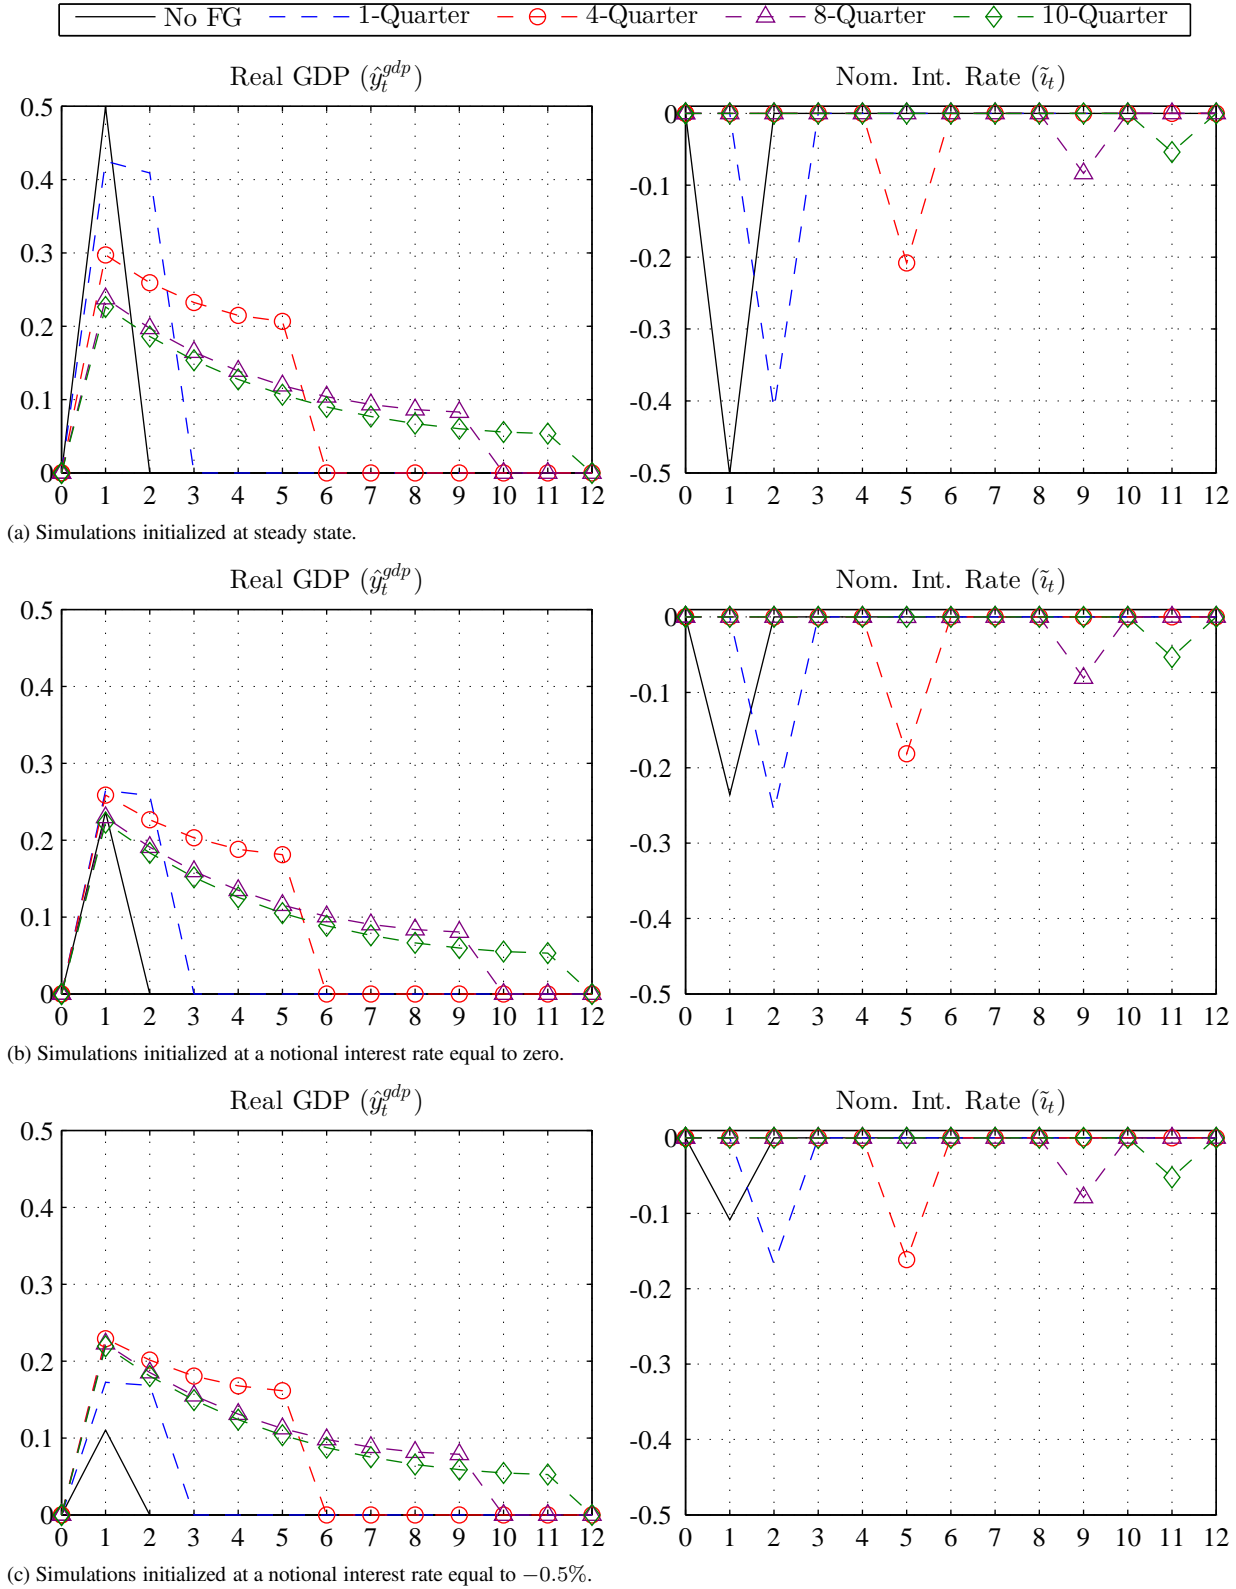 No FG 1-Quarter 4-Quarter 8-Quarter 10-Quarter
Real GDP (ŷ_t^{gdp})
0.5
0.4
0.3
0.2
0.1
0
0 1 2 3 4 5 6 7 8 9 10 11 12
Nom. Int. Rate (ĩ_t)
0
-0.1
-0.2
-0.3
-0.4
-0.5
0 1 2 3 4 5 6 7 8 9 10 11 12
(a) Simulations initialized at steady state.
Real GDP (ŷ_t^{gdp})
0.5
0.4
0.3
0.2
0.1
0
0 1 2 3 4 5 6 7 8 9 10 11 12
Nom. Int. Rate (ĩ_t)
0
-0.1
-0.2
-0.3
-0.4
-0.5
0 1 2 3 4 5 6 7 8 9 10 11 12
(b) Simulations initialized at a notional interest rate equal to zero.
Real GDP (ŷ_t^{gdp})
0.5
0.4
0.3
0.2
0.1
0
0 1 2 3 4 5 6 7 8 9 10 11 12
Nom. Int. Rate (ĩ_t)
0
-0.1
-0.2
-0.3
-0.4
-0.5
0 1 2 3 4 5 6 7 8 9 10 11 12
(c) Simulations initialized at a notional interest rate equal to −0.5%.